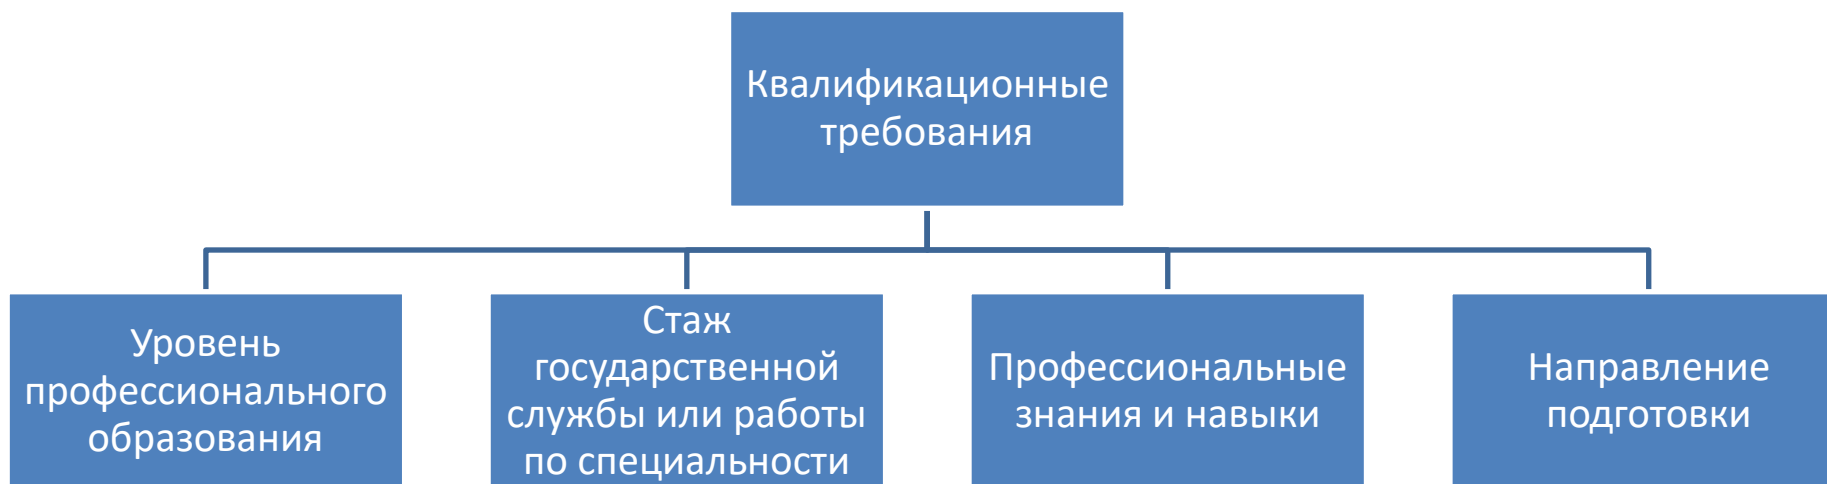 Квалификационные
требования
Уровень
профессионального
образования
Стаж
государственной
службы или работы
по специальности
Профессиональные
знания и навыки
Направление
подготовки